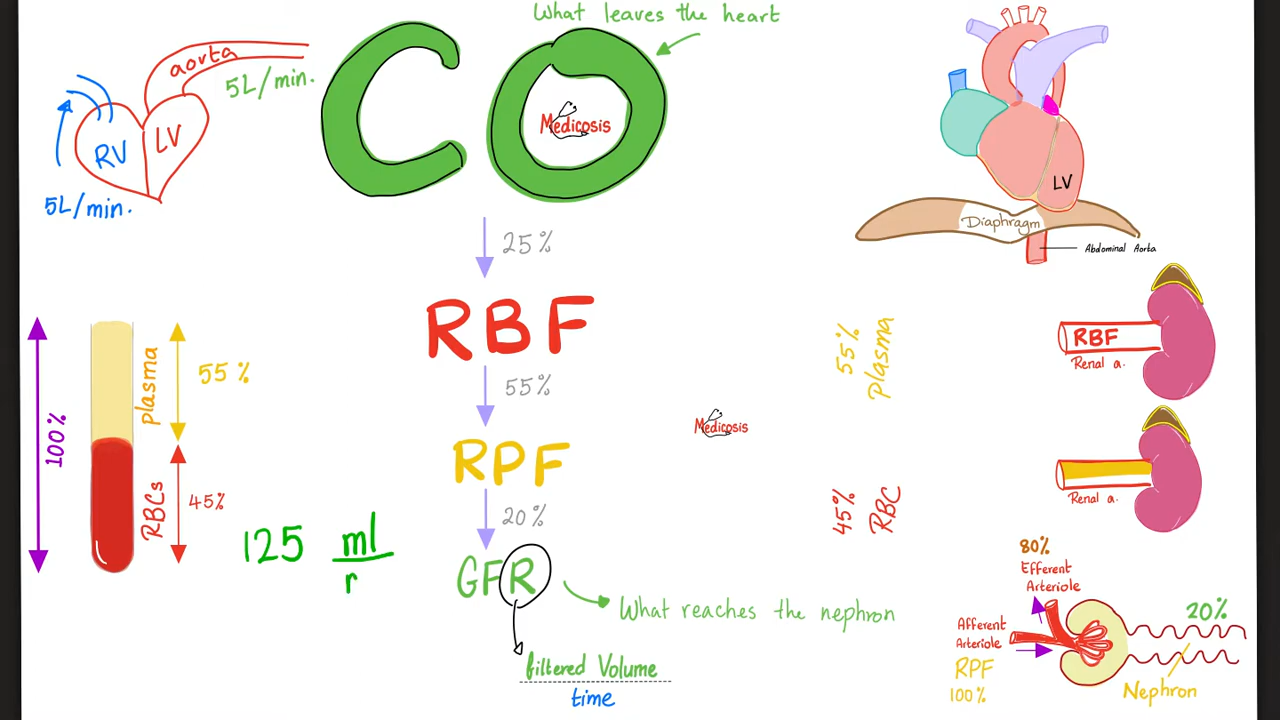 What leaves the heart
aorta
5L/min.
RV
LV
5L/min.
CO
Medicosis
LV
Diaphragm
Abdominal Aorta
25%
RBF
55%
RPF
20%
GFR
What reaches the nephron
filtered Volume
time
100%
plasma
55%
RBCs
45%
125 ml
r
Medicosis
55%
Plasma
45%
RBC
RBF
Renal a.
Renal a.
80%
Efferent
Arteriole
Afferent
Arteriole
RPF
100%
20%
Nephron